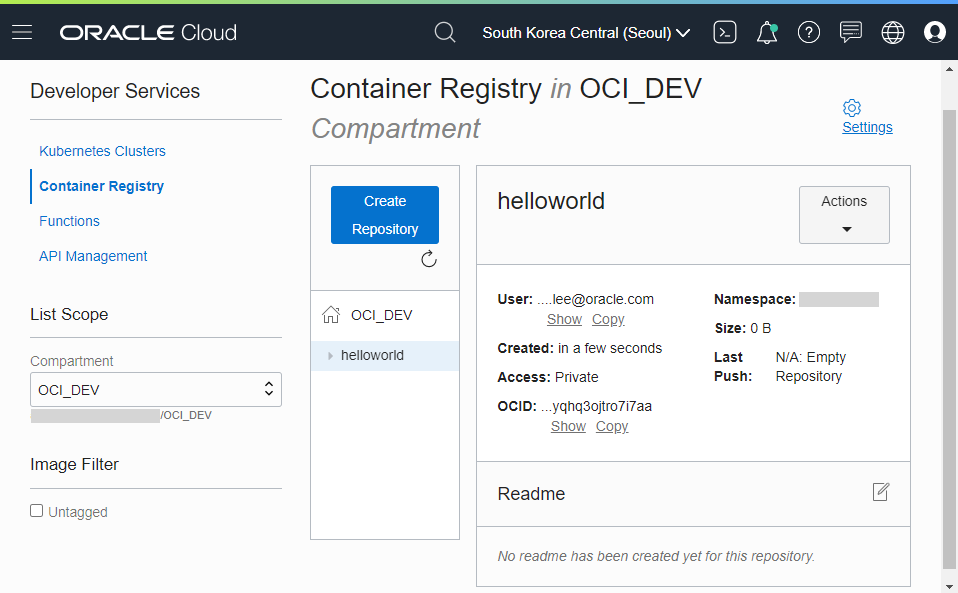 ORACLE Cloud
South Korea Central (Seoul)
Developer Services
Kubernetes Clusters
Container Registry
Functions
API Management
List Scope
Compartment
OCI_DEV
/OCI_DEV
Image Filter
Untagged
Container Registry in OCI_DEV
Compartment
Settings
Create
Repository
OCI_DEV
helloworld
helloworld
Actions
User: ....lee@oracle.com
Show Copy
Created: in a few seconds
Access: Private
OCID: ...yqhq3ojtro7i7aa
Show Copy
Namespace:
Size: 0 B
Last N/A: Empty
Push: Repository
Readme
No readme has been created yet for this repository.